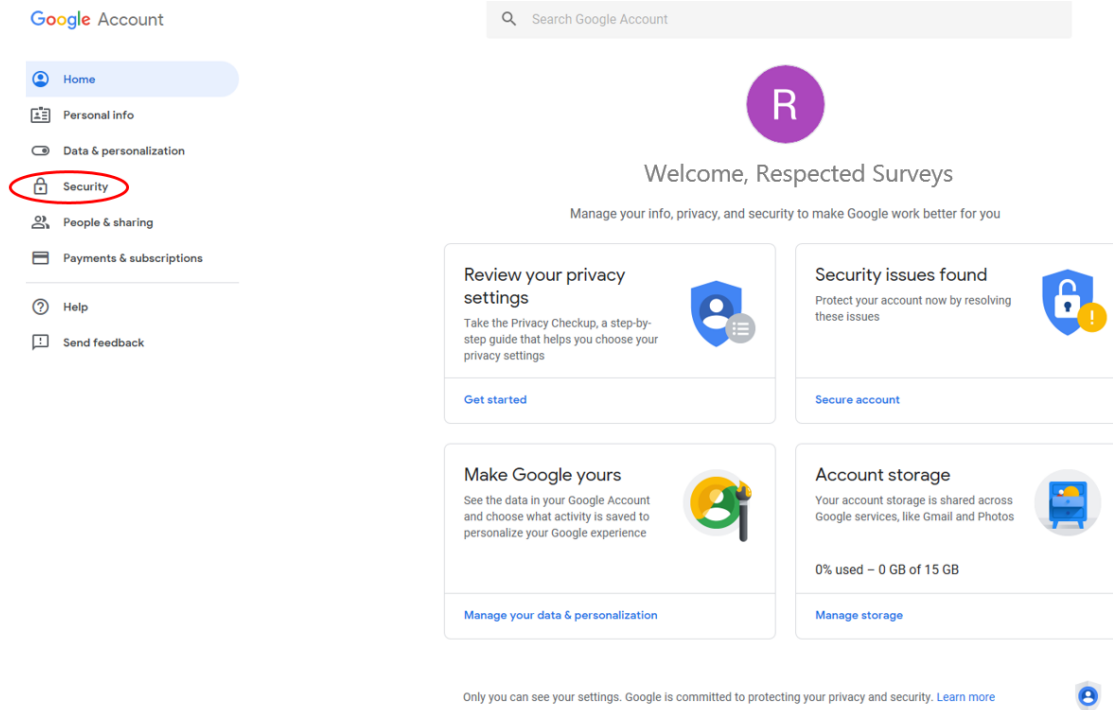 Google Account
Search Google Account
Home
Personal info
Data & personalization
Security
People & sharing
Payments & subscriptions
Help
Send feedback
R
Welcome, Respected Surveys
Manage your info, privacy, and security to make Google work better for you
Review your privacy
settings
Take the Privacy Checkup, a step-by-
step guide that helps you choose your
privacy settings
Get started
Security issues found
Protect your account now by resolving
these issues
Secure account
Make Google yours
See the data in your Google Account
and choose what activity is saved to
personalize your Google experience
Manage your data & personalization
Account storage
Your account storage is shared across
Google services, like Gmail and Photos
0% used – 0 GB of 15 GB
Manage storage
Only you can see your settings. Google is committed to protecting your privacy and security. Learn more